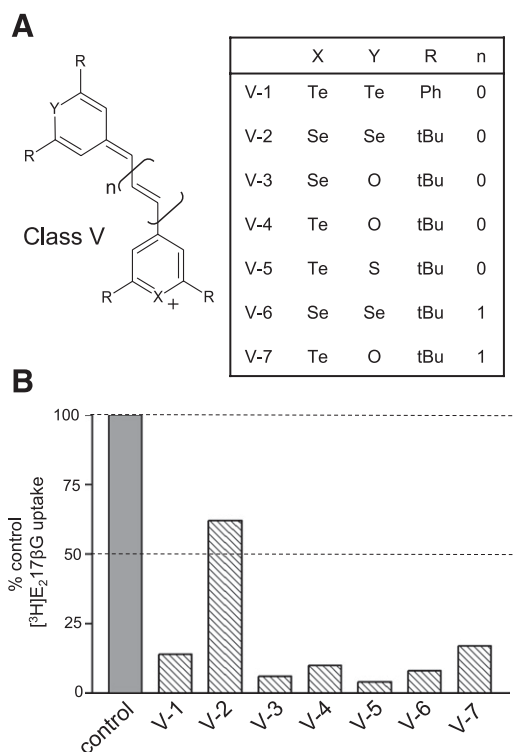 A
R
Y
R
n
Class V
R
X
+
R
X Y R n
V-1 Te Te Ph 0
V-2 Se Se tBu 0
V-3 Se O tBu 0
V-4 Te O tBu 0
V-5 Te S tBu 0
V-6 Se Se tBu 1
V-7 Te O tBu 1
B
% control
[³H]E₂17βG uptake
100
75
50
25
0
control V-1 V-2 V-3 V-4 V-5 V-6 V-7